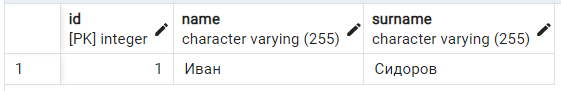 id name surname
[PK] integer character varying (255) character varying (255)
1 1 Иван Сидоров